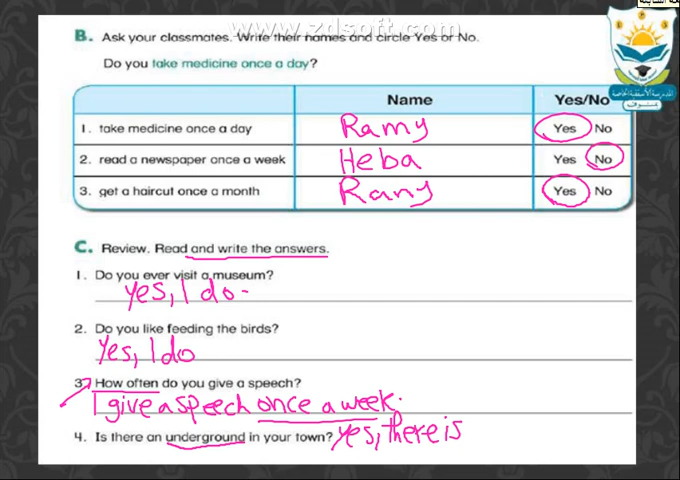 www.zdsoft.com
B. Ask your classmates. Write their names and circle Yes or No.
Do you take medicine once a day?
Name Yes/No
1. take medicine once a day Ramy Yes No
2. read a newspaper once a week Heba Yes No
3. get a haircut once a month Rany Yes No
C. Review. Read and write the answers.
1. Do you ever visit a museum?
Yes, I do.
2. Do you like feeding the birds?
Yes, I do
3. How often do you give a speech?
I give a speech once a week.
4. Is there an underground in your town? Yes, there is